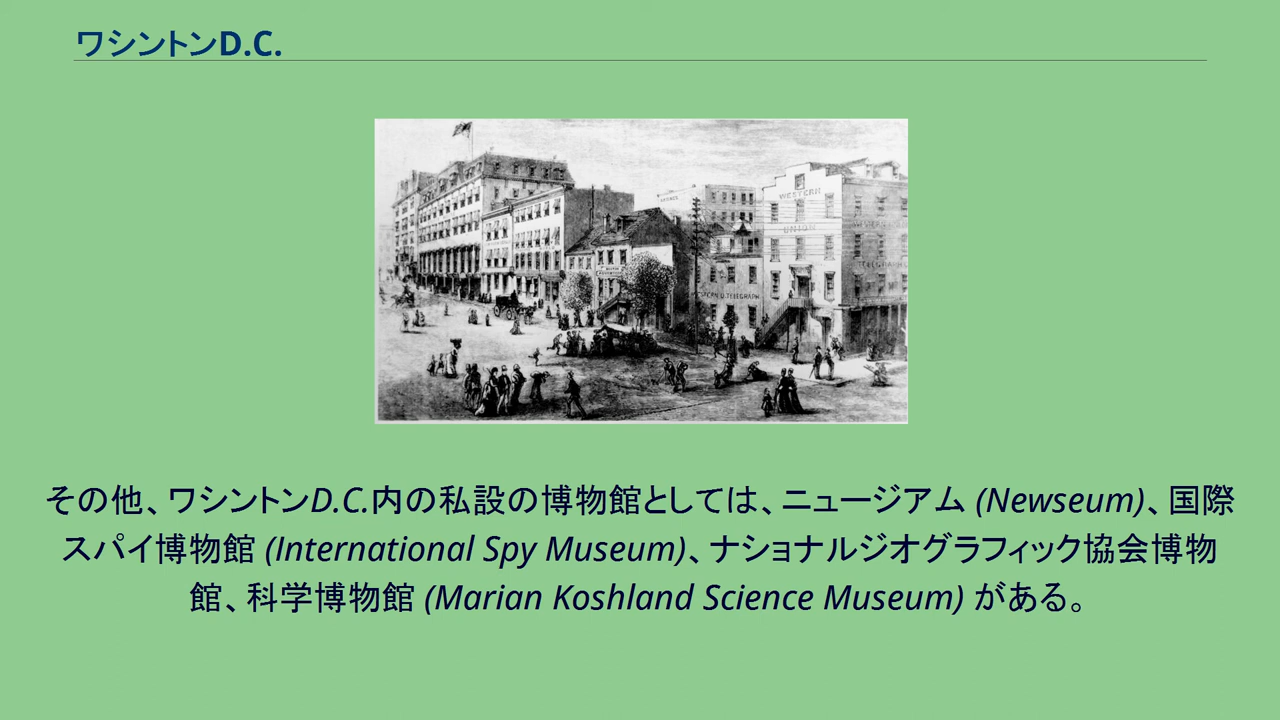 ワシントンD.C.
WESTERN
UNION
その他、ワシントンD.C.内の私設の博物館としては、ニュージアム (Newseum)、国際
スパイ博物館 (International Spy Museum)、ナショナルジオグラフィック協会博物
館、科学博物館 (Marian Koshland Science Museum) がある。